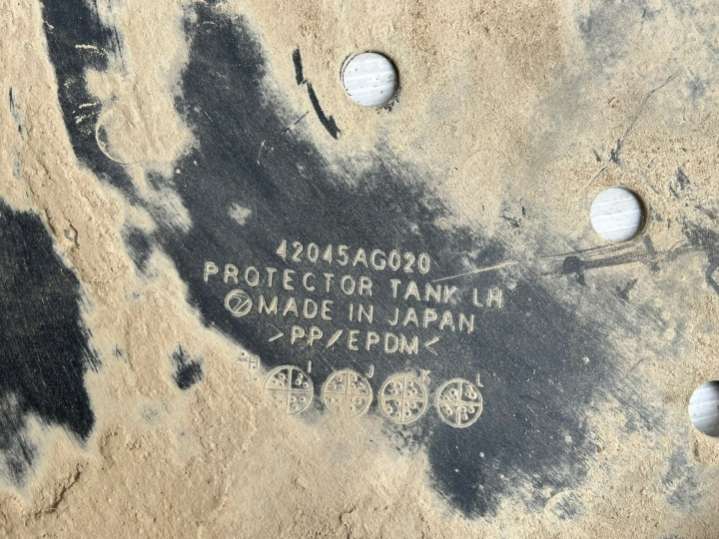 42045AG020
PROTECTOR TANK LH
MADE IN JAPAN
>PP/EPDM<
H I J K L